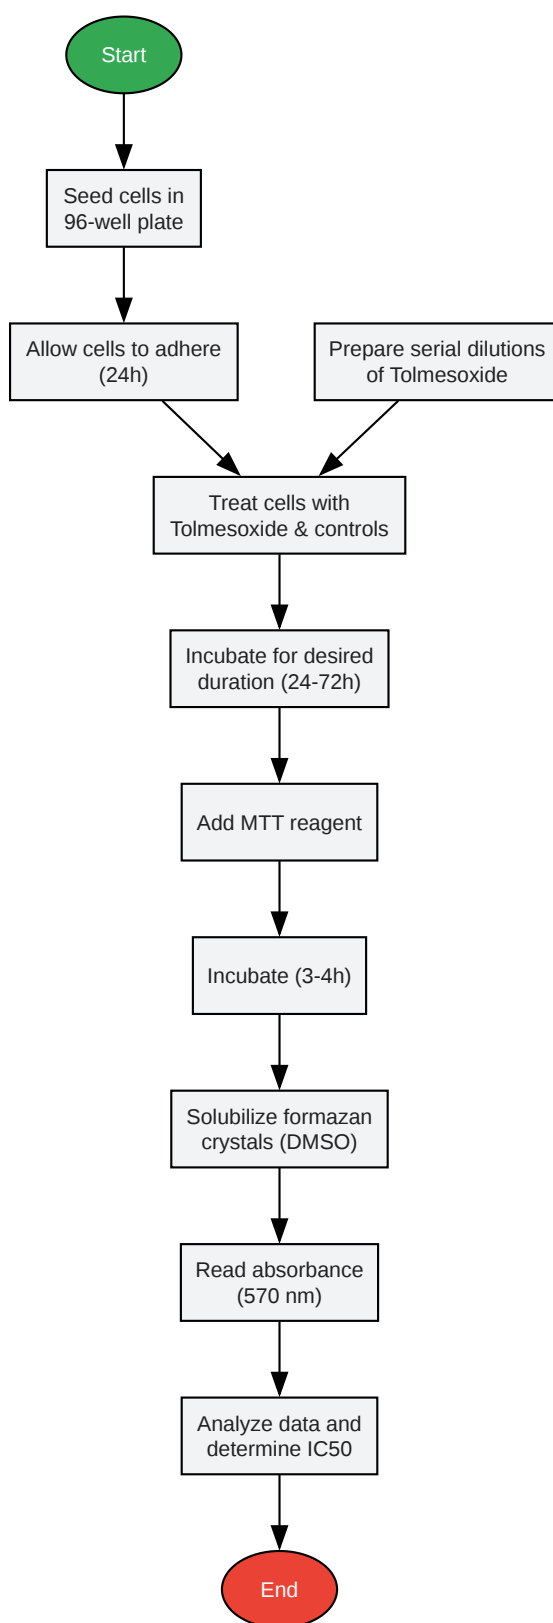 Start
Seed cells in
96-well plate
Allow cells to adhere
(24h)
Prepare serial dilutions
of Tolmesoxide
Treat cells with
Tolmesoxide & controls
Incubate for desired
duration (24-72h)
Add MTT reagent
Incubate (3-4h)
Solubilize formazan
crystals (DMSO)
Read absorbance
(570 nm)
Analyze data and
determine IC50
End